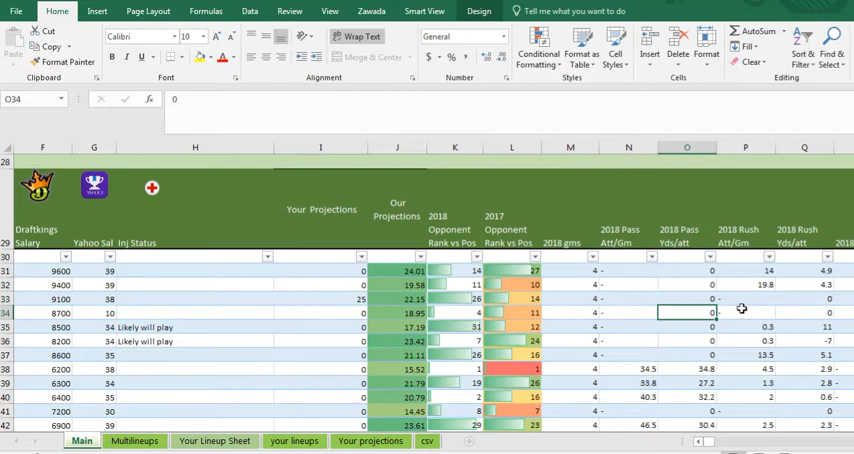 File Home Insert Page Layout Formulas Data Review View Zawada Smart View Design Tell me what you want to do...
Cut
Copy
Format Painter
Paste
Clipboard
Calibri 10
Font
Wrap Text
Merge & Center
Alignment
General
Number
Conditional Formatting
Format as Table
Cell Styles
Styles
Insert Delete Format
Cells
AutoSum
Fill
Clear
Sort & Filter
Find & Select
Editing
O34 fx 0
F G H I J K L M N O P Q
28
29 Draftkings Salary Yahoo Sal Inj Status Your Projections Our Projections 2018 Opponent Rank vs Pos 2017 Opponent Rank vs Pos 2018 gms 2018 Pass Att/Gm 2018 Pass Yds/att 2018 Rush Att/Gm 2018 Rush Yds/att 2018
30
31 9600 39 0 24.01 14 27 4 - 0 14 4.9
32 9400 39 0 19.58 11 10 4 - 0 19.8 4.3
33 9100 38 25 22.15 26 14 4 - 0 - 0
34 8700 10 0 18.95 4 11 4 - 0 - 0
35 8500 34 Likely will play 0 17.19 31 12 4 - 0 0.3 11
36 8200 34 Likely will play 0 23.42 7 24 4 - 0 0.3 -7
37 8600 35 0 21.11 26 16 4 - 0 13.5 5.1
38 6200 38 0 15.52 1 1 4 34.5 34.8 4.5 2.9 -
39 6300 34 0 21.79 19 26 4 33.8 27.2 1.3 2.8 -
40 6200 35 0 20.79 2 16 4 40.3 32.2 2 0.6 -
41 7200 30 0 14.45 8 7 4 - 0 - 0
42 6900 39 0 23.61 29 23 4 46.5 30.4 2.5 2.3 -
Main Multilineups Your Lineup Sheet your lineups Your projections csv